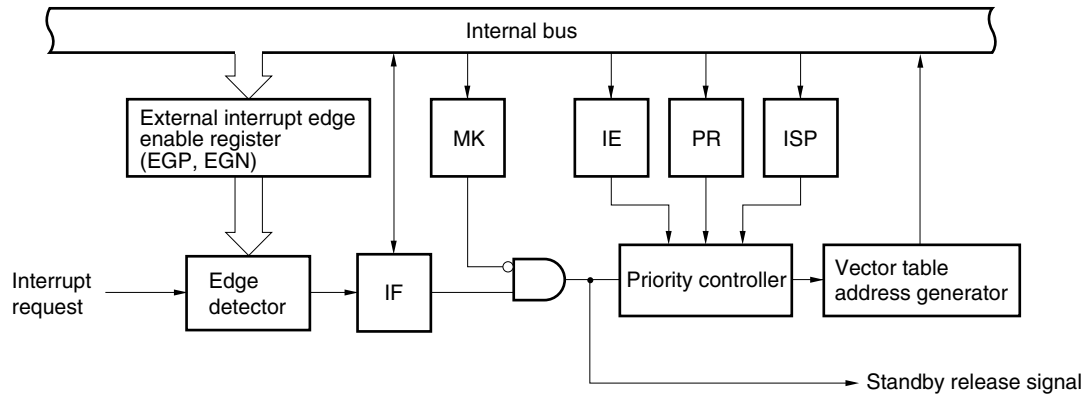 Internal bus
External interrupt edge
enable register
(EGP, EGN)
MK
IE
PR
ISP
Interrupt
request
Edge
detector
IF
Priority controller
Vector table
address generator
Standby release signal